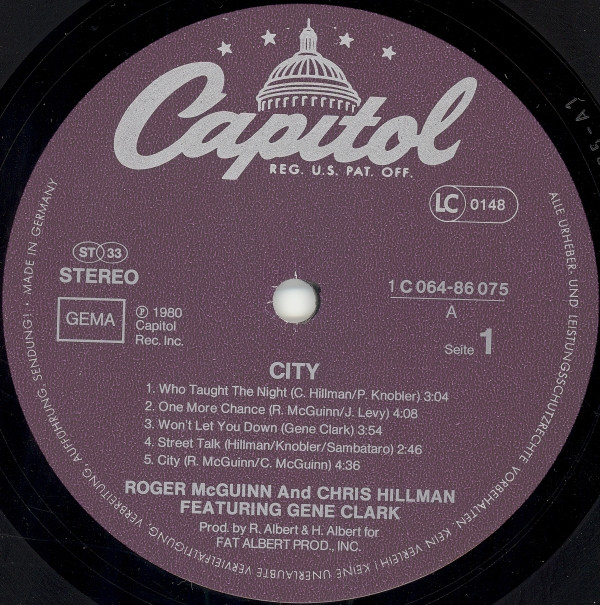 Capitol
REG. U.S. PAT. OFF.
LC 0148
ST 33
STEREO
GEMA
℗ 1980
Capitol
Rec. Inc.
1 C 064-86 075
A
Seite 1
CITY
1. Who Taught The Night (C. Hillman/P. Knobler) 3:04
2. One More Chance (R. McGuinn/J. Levy) 4:08
3. Won't Let You Down (Gene Clark) 3:54
4. Street Talk (Hillman/Knobler/Sambataro) 2:46
5. City (R. McGuinn/C. McGuinn) 4:36
ROGER McGUINN And CHRIS HILLMAN
FEATURING GENE CLARK
Prod. by R. Albert & H. Albert for
FAT ALBERT PROD., INC.
ALLE URHEBER- UND LEISTUNGSSCHUTZRECHTE VORBEHALTEN. KEIN VERLEIH! KEINE UNERLAUBTE VERVIELFÄLTIGUNG, VERBREITUNG, AUFFÜHRUNG, SENDUNG! • MADE IN GERMANY